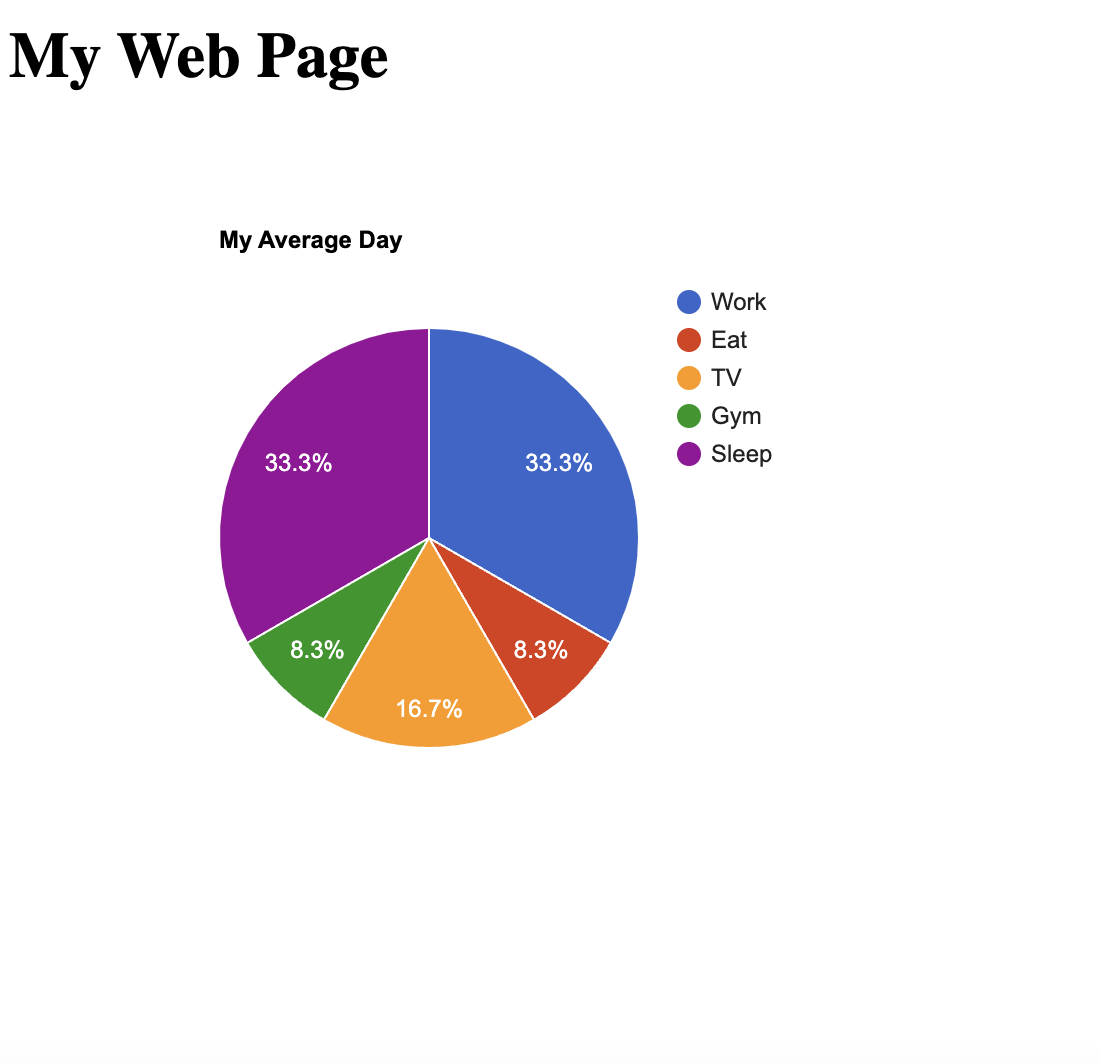 My Web Page
My Average Day
Work
Eat
TV
Gym
Sleep
33.3%
33.3%
8.3%
8.3%
16.7%